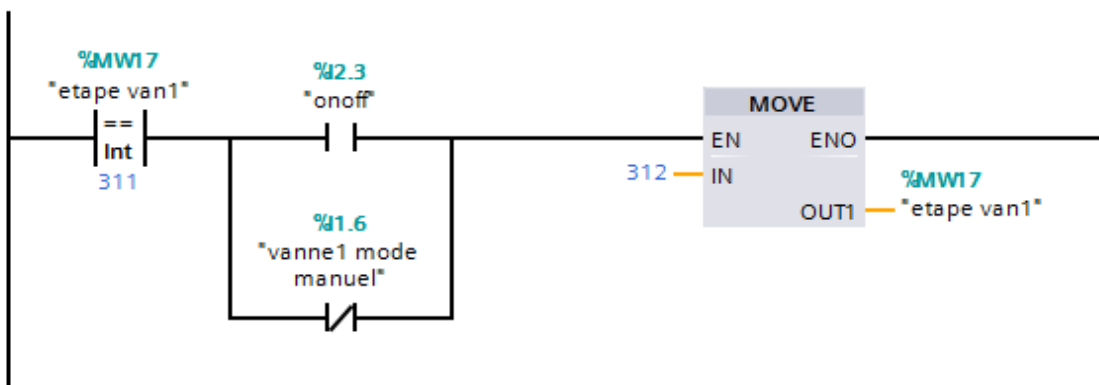 %MW17
"etape van1"
==
Int
311
%I2.3
"onoff"
%I1.6
"vanne1 mode
manuel"
MOVE
EN ENO
312 IN
OUT1
%MW17
"etape van1"